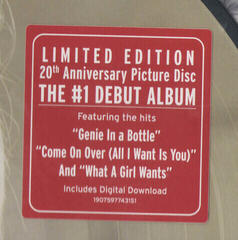 LIMITED EDITION
20th Anniversary Picture Disc
THE #1 DEBUT ALBUM
Featuring the hits
"Genie In a Bottle"
"Come On Over (All I Want Is You)"
And "What A Girl Wants"
Includes Digital Download
19075977431S1